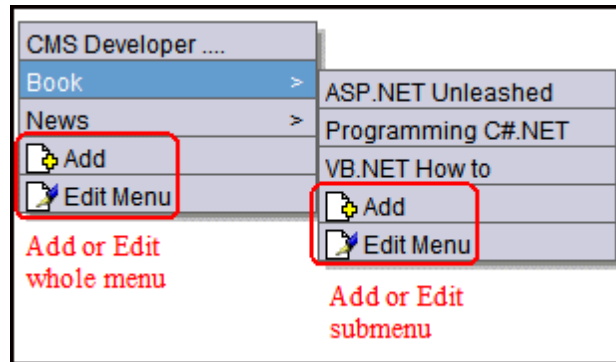 CMS Developer ....
Book >
News >
Add
Edit Menu
Add or Edit
whole menu
ASP.NET Unleashed
Programming C#.NET
VB.NET How to
Add
Edit Menu
Add or Edit
submenu